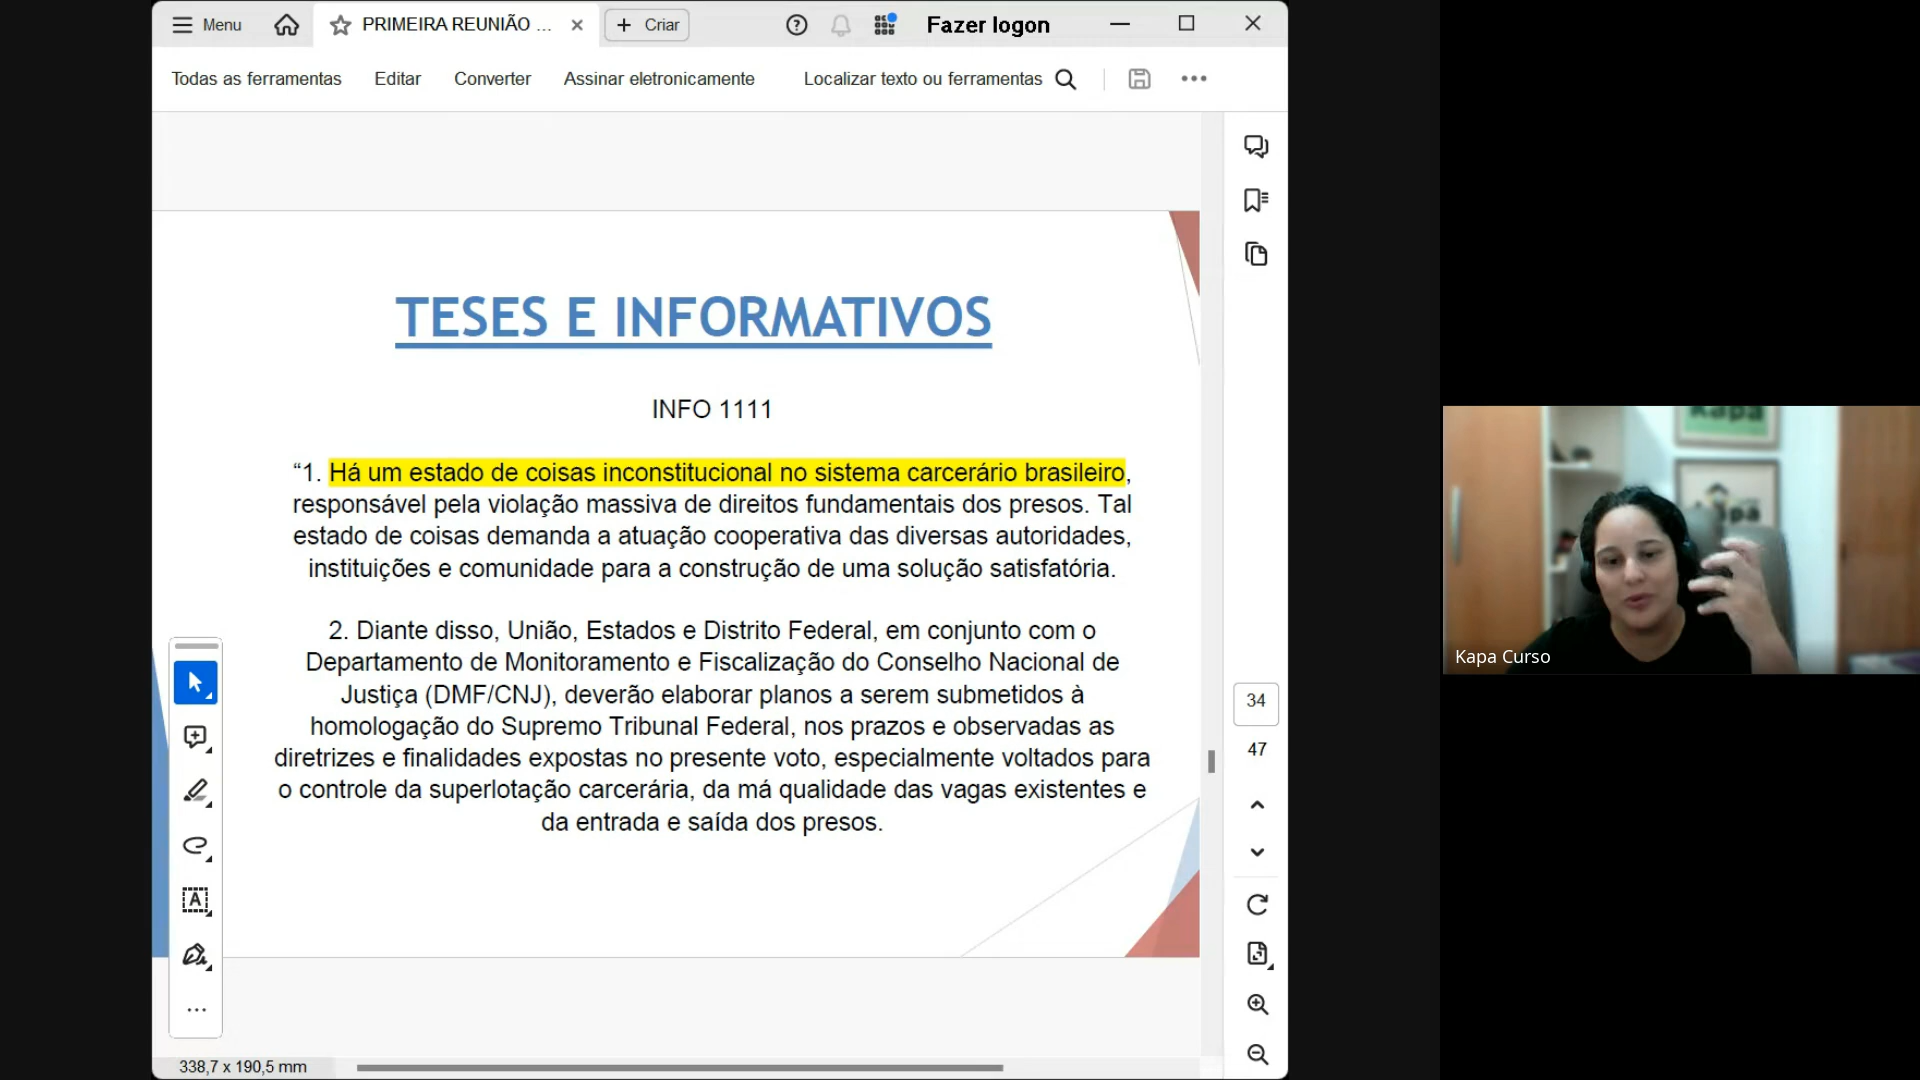 Menu
PRIMEIRA REUNIÃO ...
Criar
Fazer logon
Todas as ferramentas
Editar
Converter
Assinar eletronicamente
Localizar texto ou ferramentas
TESES E INFORMATIVOS
INFO 1111
“1. Há um estado de coisas inconstitucional no sistema carcerário brasileiro,
responsável pela violação massiva de direitos fundamentais dos presos. Tal
estado de coisas demanda a atuação cooperativa das diversas autoridades,
instituições e comunidade para a construção de uma solução satisfatória.
2. Diante disso, União, Estados e Distrito Federal, em conjunto com o
Departamento de Monitoramento e Fiscalização do Conselho Nacional de
Justiça (DMF/CNJ), deverão elaborar planos a serem submetidos à
homologação do Supremo Tribunal Federal, nos prazos e observadas as
diretrizes e finalidades expostas no presente voto, especialmente voltados para
o controle da superlotação carcerária, da má qualidade das vagas existentes e
da entrada e saída dos presos.
34
47
338,7 x 190,5 mm
Kapa
Kapa Curso